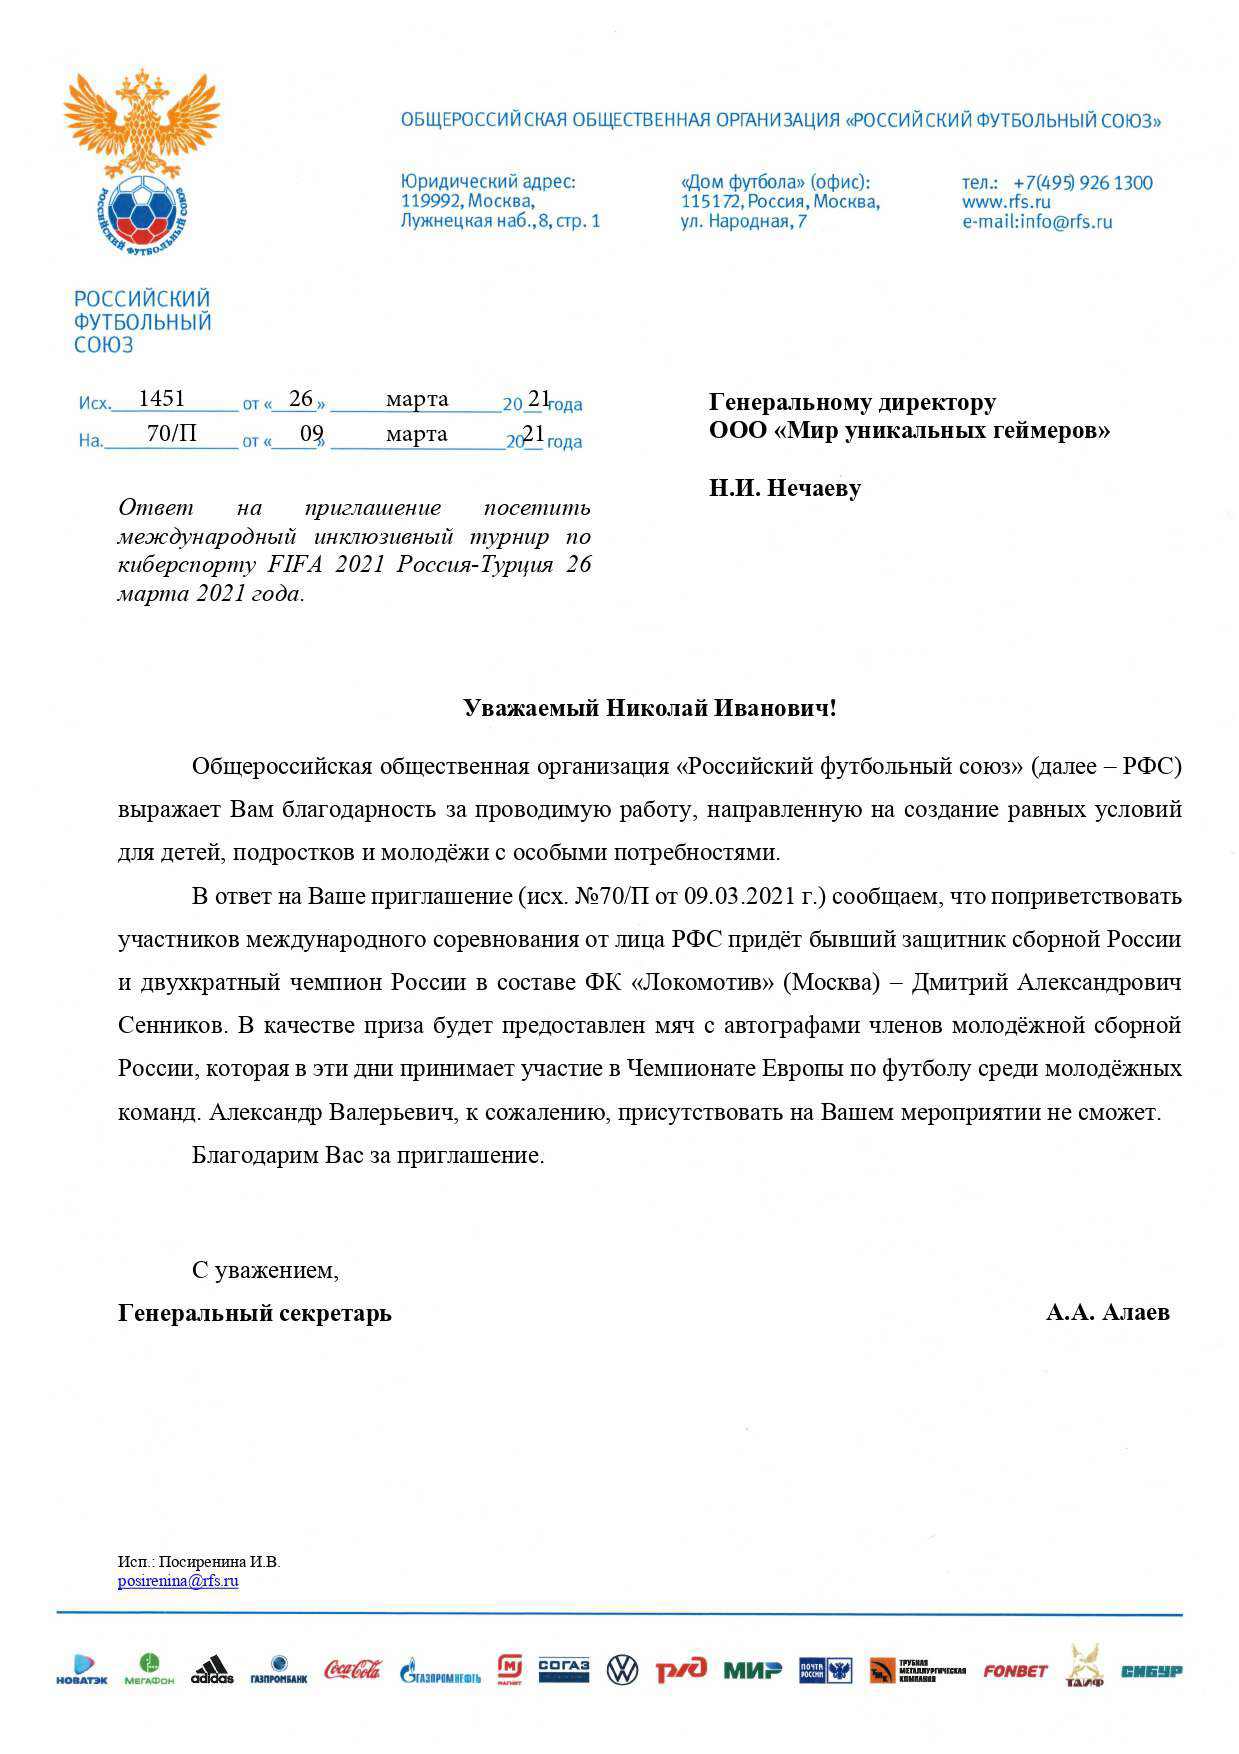 ОБЩЕРОССИЙСКАЯ ОБЩЕСТВЕННАЯ ОРГАНИЗАЦИЯ «РОССИЙСКИЙ ФУТБОЛЬНЫЙ СОЮЗ»
Юридический адрес:
119992, Москва,
Лужнецкая наб., 8, стр. 1
«Дом футбола» (офис):
115172, Россия, Москва,
ул. Народная, 7
тел.: +7(495) 926 1300
www.rfs.ru
e-mail:info@rfs.ru
РОССИЙСКИЙ ФУТБОЛЬНЫЙ СОЮЗ
РОССИЙСКИЙ
ФУТБОЛЬНЫЙ
СОЮЗ
Исх. 1451 от « 26 » марта 20 21 года
На. 70/П от « 09 » марта 20 21 года
Генеральному директору
ООО «Мир уникальных геймеров»
Н.И. Нечаеву
Ответ на приглашение посетить
международный инклюзивный турнир по
киберспорту FIFA 2021 Россия-Турция 26
марта 2021 года.
Уважаемый Николай Иванович!
Общероссийская общественная организация «Российский футбольный союз» (далее – РФС)
выражает Вам благодарность за проводимую работу, направленную на создание равных условий
для детей, подростков и молодёжи с особыми потребностями.
В ответ на Ваше приглашение (исх. №70/П от 09.03.2021 г.) сообщаем, что поприветствовать
участников международного соревнования от лица РФС придёт бывший защитник сборной России
и двухкратный чемпион России в составе ФК «Локомотив» (Москва) – Дмитрий Александрович
Сенников. В качестве приза будет предоставлен мяч с автографами членов молодёжной сборной
России, которая в эти дни принимает участие в Чемпионате Европы по футболу среди молодёжных
команд. Александр Валерьевич, к сожалению, присутствовать на Вашем мероприятии не сможет.
Благодарим Вас за приглашение.
С уважением,
Генеральный секретарь А.А. Алаев
Исп.: Посиренина И.В.
posirenina@rfs.ru
НОВАТЭК МЕГАФОН adidas ГАЗПРОМБАНК Coca-Cola ГАЗПРОМНЕФТЬ МАГНИТ СОГАЗ РЖД МИР ПОЧТА РОССИИ ТРУБНАЯ МЕТАЛЛУРГИЧЕСКАЯ КОМПАНИЯ FONBET ТАИФ СИБУР